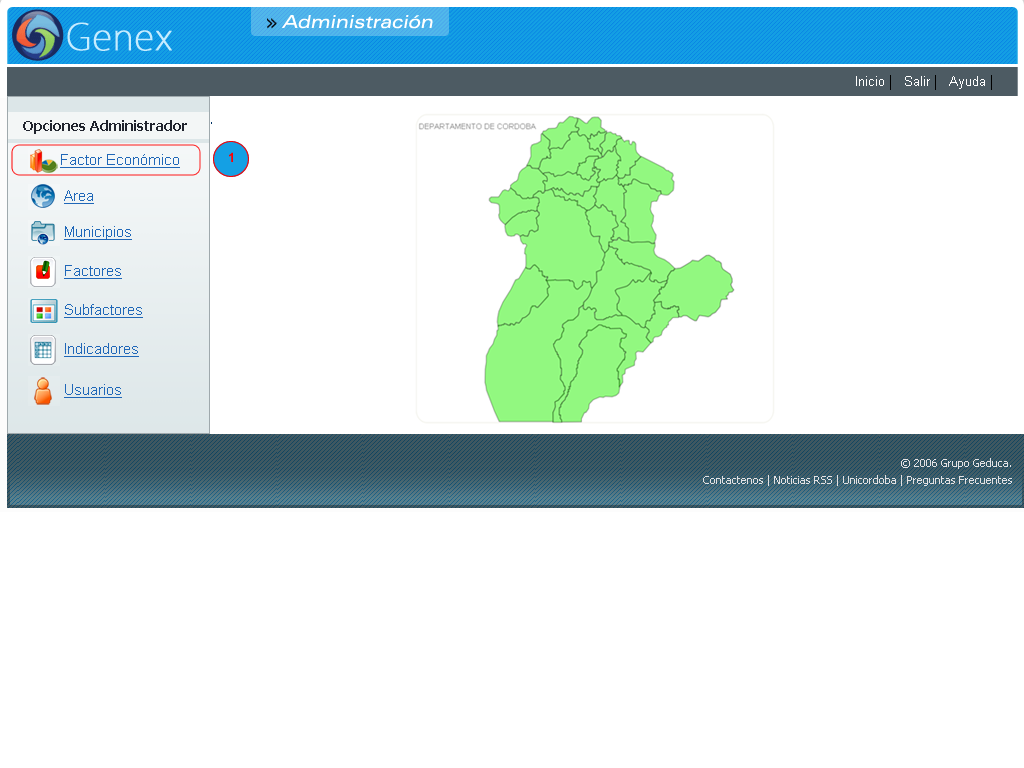 Genex
» Administración
Inicio | Salir | Ayuda |
Opciones Administrador
Factor Económico
1
Area
Municipios
Factores
Subfactores
Indicadores
Usuarios
DEPARTAMENTO DE CORDOBA
© 2006 Grupo Geduca.
Contactenos | Noticias RSS | Unicordoba | Preguntas Frecuentes